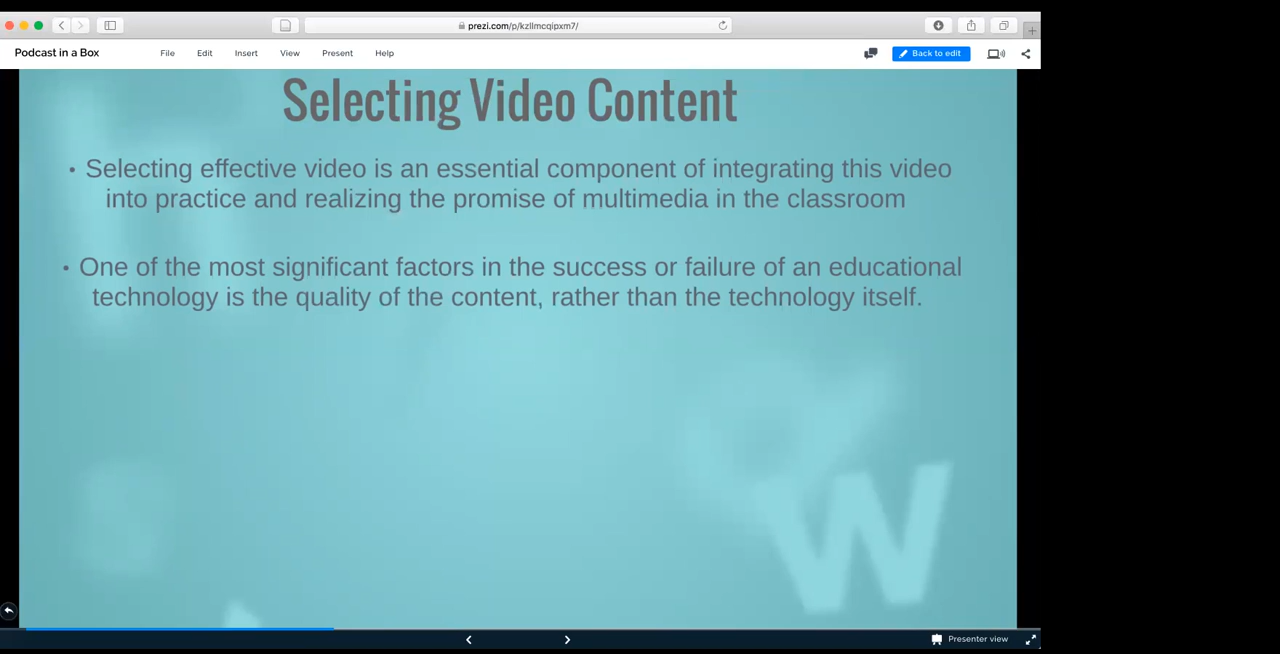 prezi.com/p/kzllmcqipxm7/
Podcast in a Box File Edit Insert View Present Help Back to edit
Selecting Video Content
• Selecting effective video is an essential component of integrating this video
into practice and realizing the promise of multimedia in the classroom
• One of the most significant factors in the success or failure of an educational
technology is the quality of the content, rather than the technology itself.
W
Presenter view